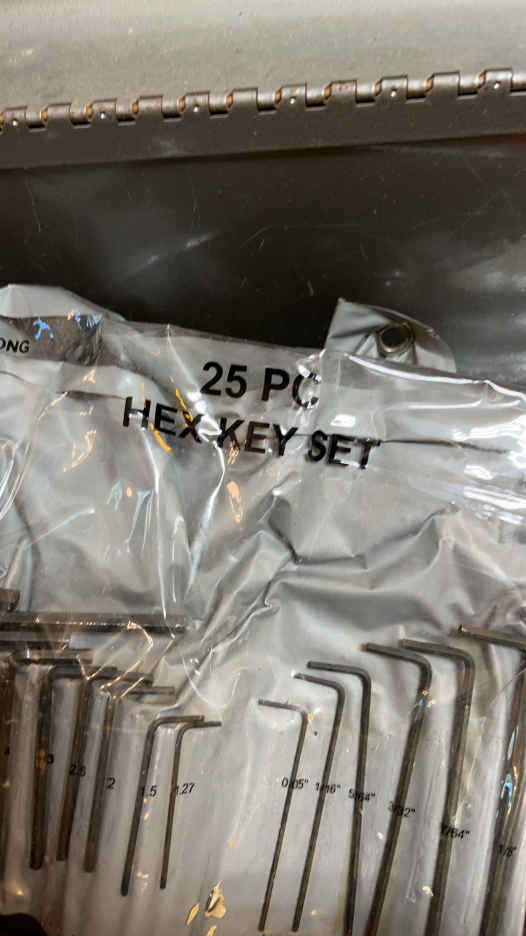 ONG
25 PC
HEX KEY SET
3 2.5 2 1.5 1.27 0.05" 1/16" 5/64" 3/32" 7/64" 1/8"